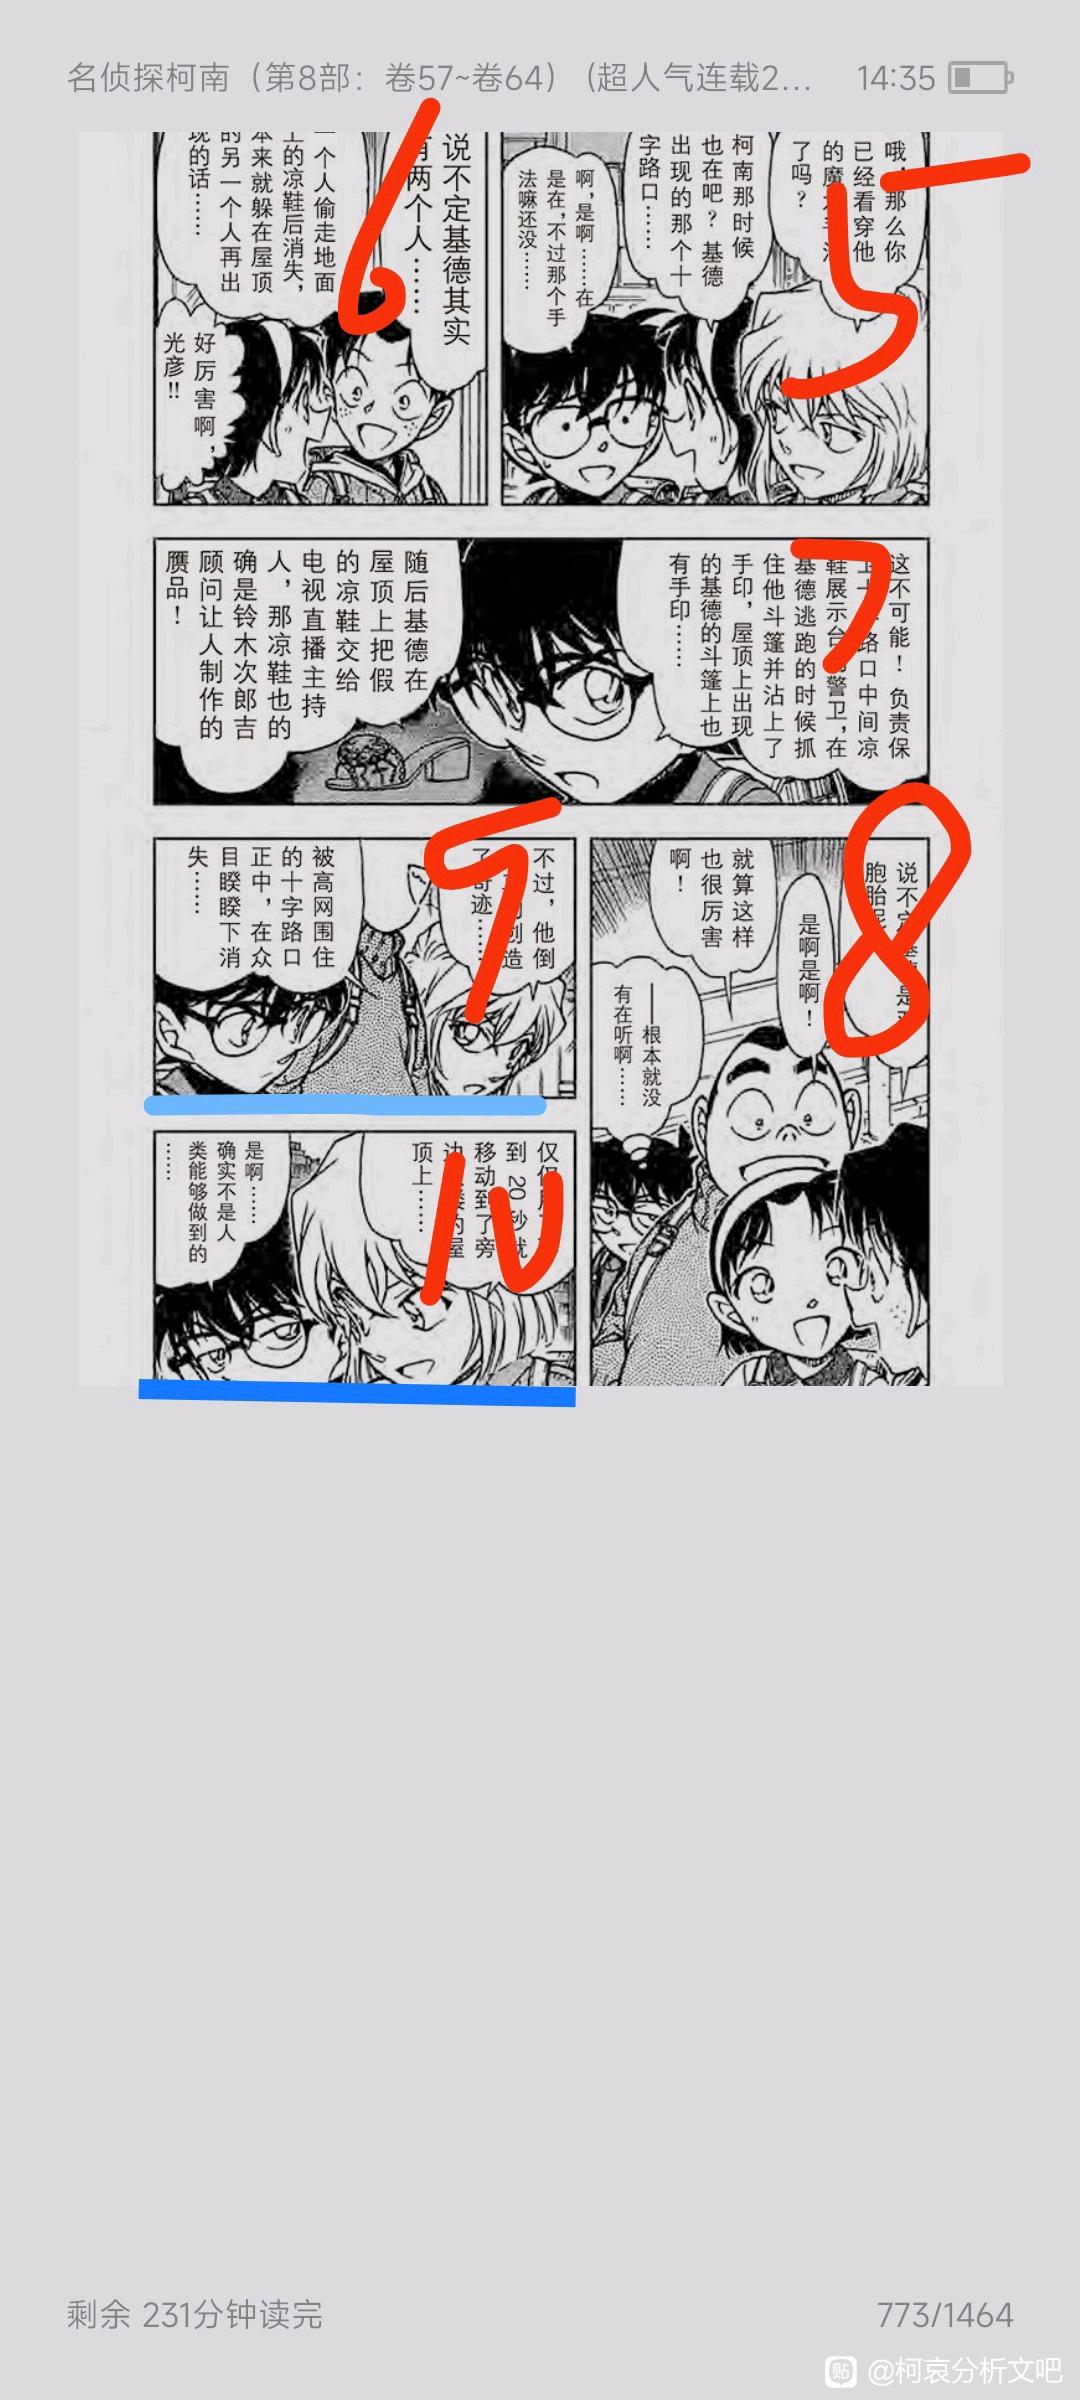 名侦探柯南（第8部：卷57~卷64）（超人气连载2...
14:35
5
哦，那么你
已经看穿他
的魔
了吗？
柯南那时候
也在吧？基德
出现的那个十
字路口……
啊，是啊……在
是在，不过那个手
法嘛还没……
6
说不定基德其实
有两个人……
一个人偷走地面
上的凉鞋后消失，
本来就躲在屋顶
的另一个人再出
现的话……
好厉害啊，
光彦!!
7
这不可能！负责保
路口中间凉
鞋展示台 警卫，在
基德逃跑的时候抓
住他斗篷并沾上了
手印，屋顶上出现
的基德的斗篷上也
有手印……
随后基德在
屋顶上把假
的凉鞋交给
电视直播主持
人，那凉鞋也的
确是铃木次郎吉
顾问让人制作的
赝品！
8
说不定 是
胞胎
是啊是啊！
就算这样
也很厉害
啊！
——根本就没
有在听啊……
9
不过，他倒
创造
了奇迹……
被高网围住
的十字路口
正中，在众
目睽睽下消
失……
10
仅仅
到20秒就
移动到了旁
边 楼的屋
顶上……
是啊……
确实不是人
类能够做到的
……
剩余 231分钟读完
773/1464
贴 @柯哀分析文吧